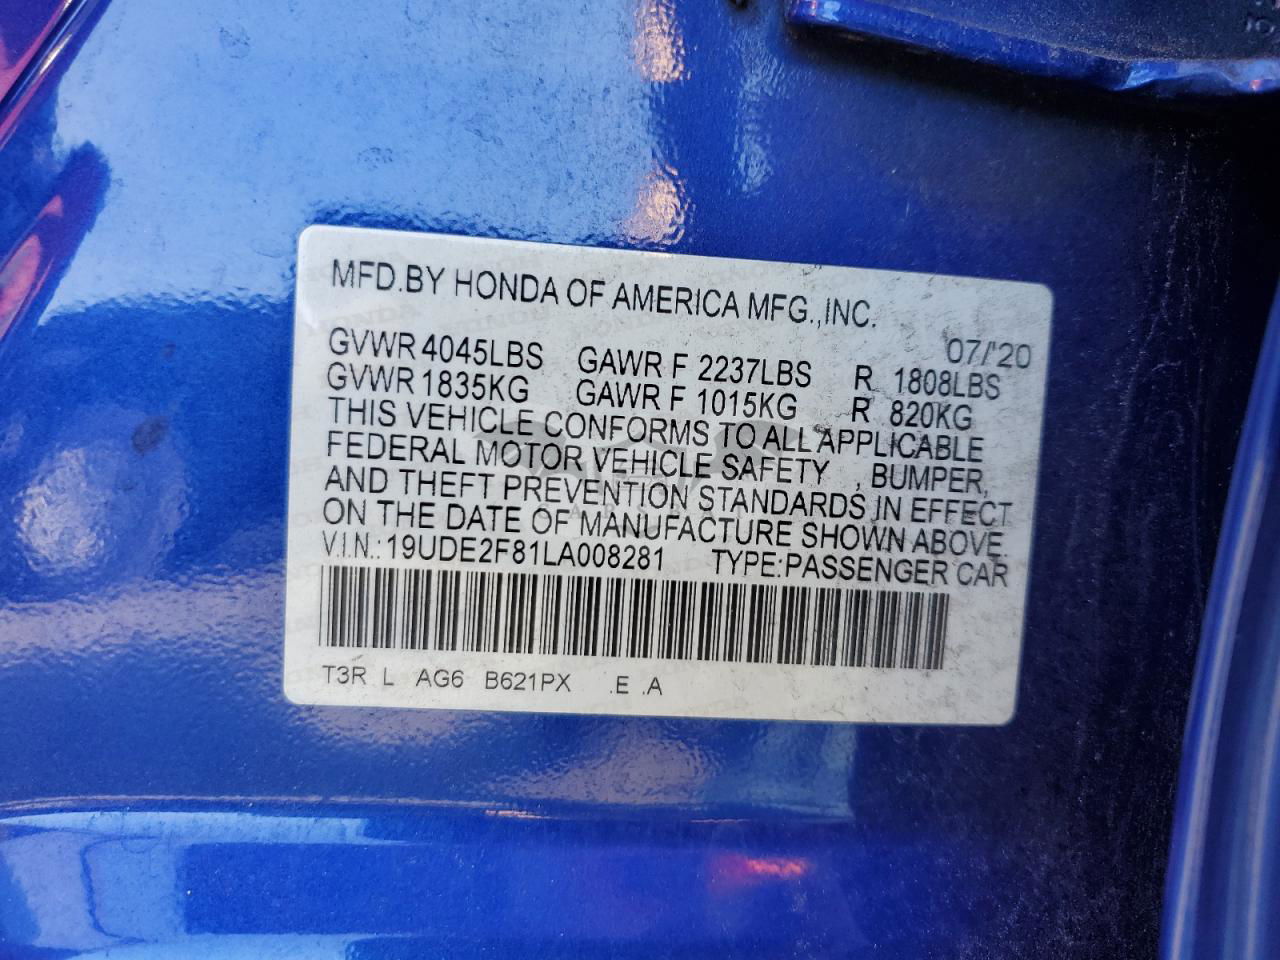 MFD.BY HONDA OF AMERICA MFG.,INC.
07/'20
GVWR 4045LBS GAWR F 2237LBS R 1808LBS
GVWR 1835KG GAWR F 1015KG R 820KG
THIS VEHICLE CONFORMS TO ALL APPLICABLE
FEDERAL MOTOR VEHICLE SAFETY , BUMPER,
AND THEFT PREVENTION STANDARDS IN EFFECT
ON THE DATE OF MANUFACTURE SHOWN ABOVE.
V.I.N.:19UDE2F81LA008281 TYPE:PASSENGER CAR
T3R L AG6 B621PX .E .A